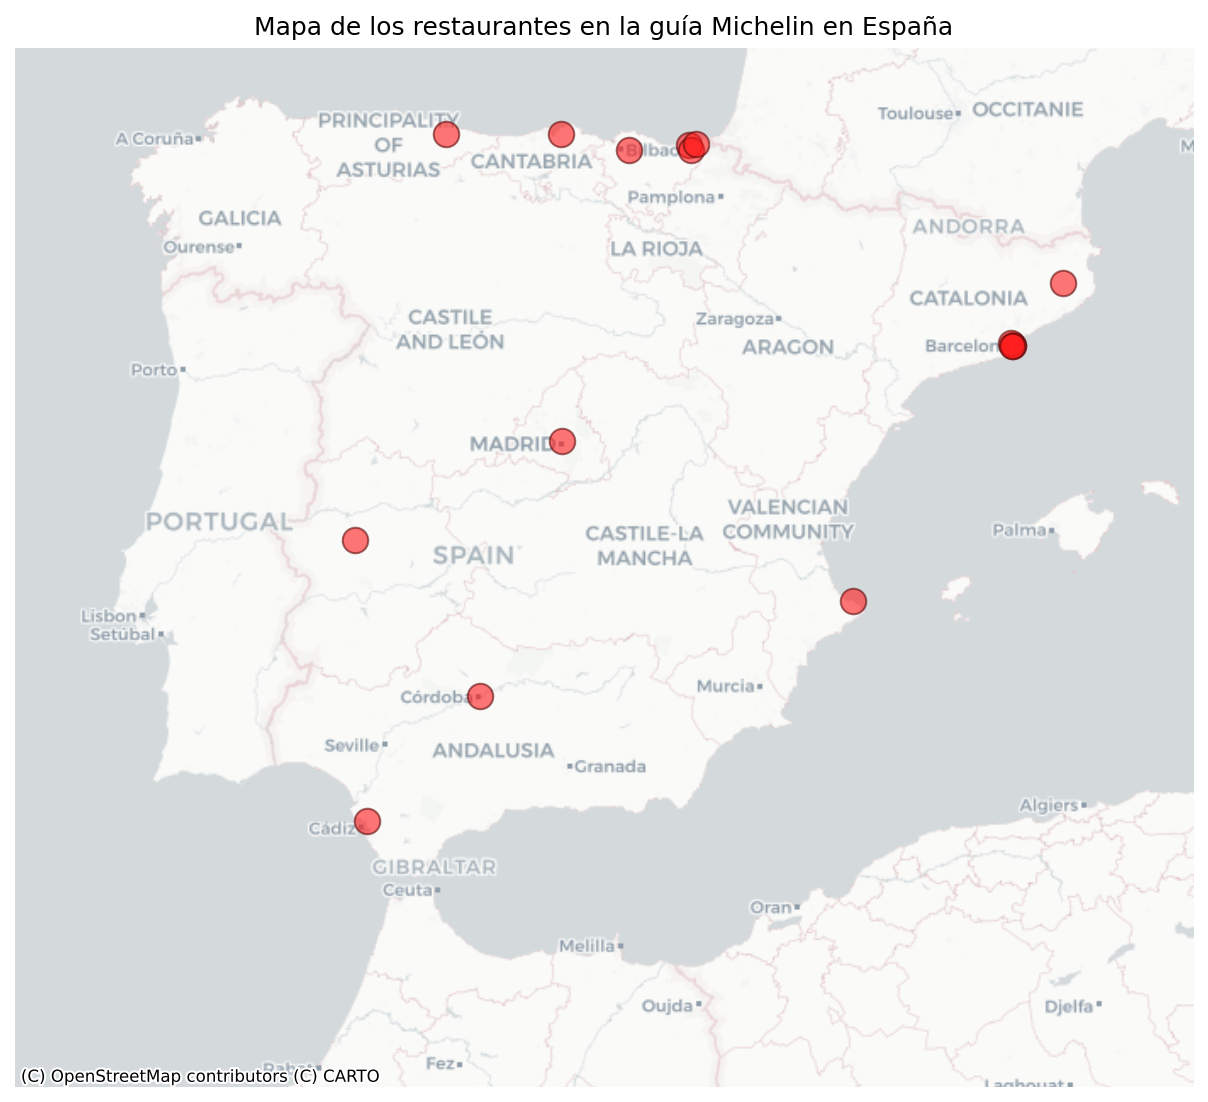 Mapa de los restaurantes en la guía Michelin en España
Toulouse
OCCITANIE
A Coruña
PRINCIPALITY
OF
ASTURIAS
CANTABRIA
Bilbao
Pamplona
GALICIA
Ourense
LA RIOJA
ANDORRA
CATALONIA
CASTILE
AND LEÓN
Zaragoza
ARAGON
Barcelon
Porto
MADRID
PORTUGAL
SPAIN
CASTILE-LA
MANCHA
VALENCIAN
COMMUNITY
Palma
Lisbon
Setúbal
Córdoba
Murcia
Seville
ANDALUSIA
Granada
Cádiz
Algiers
GIBRALTAR
Ceuta
Oran
Melilla
Oujda
Djelfa
Fez
Laghouat
(C) OpenStreetMap contributors (C) CARTO